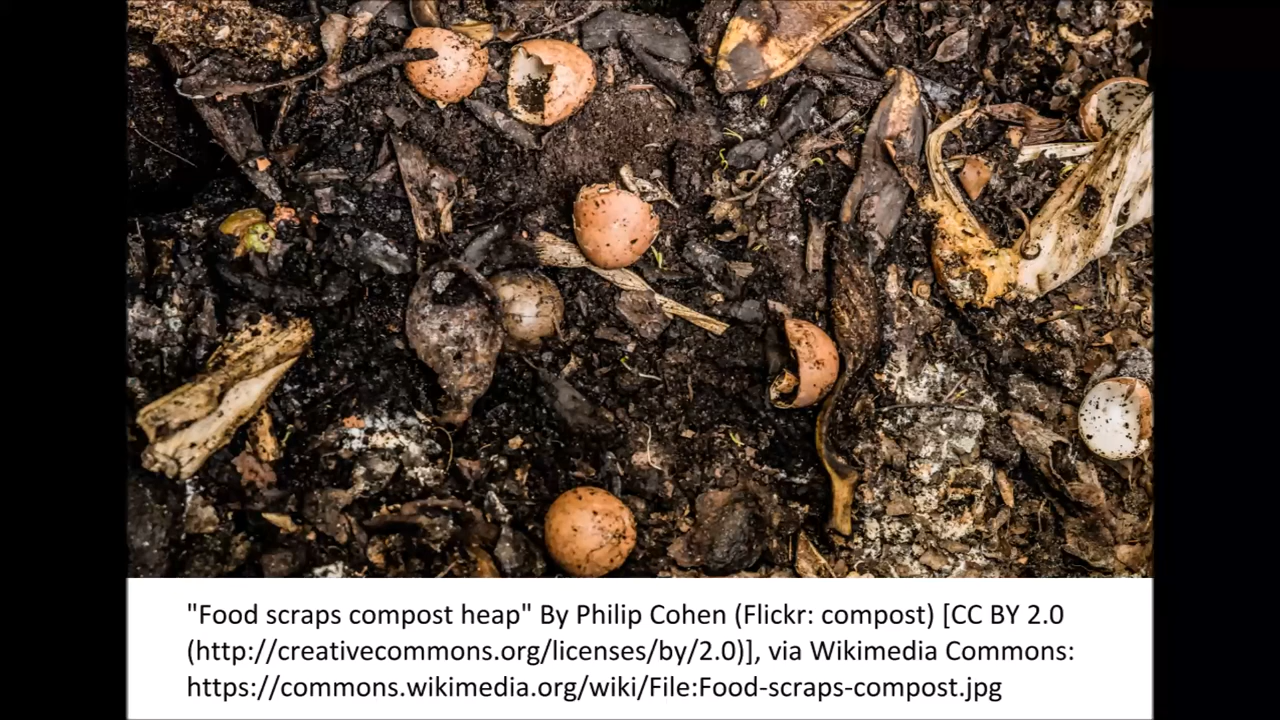 "Food scraps compost heap" By Philip Cohen (Flickr: compost) [CC BY 2.0
(http://creativecommons.org/licenses/by/2.0)], via Wikimedia Commons:
https://commons.wikimedia.org/wiki/File:Food-scraps-compost.jpg